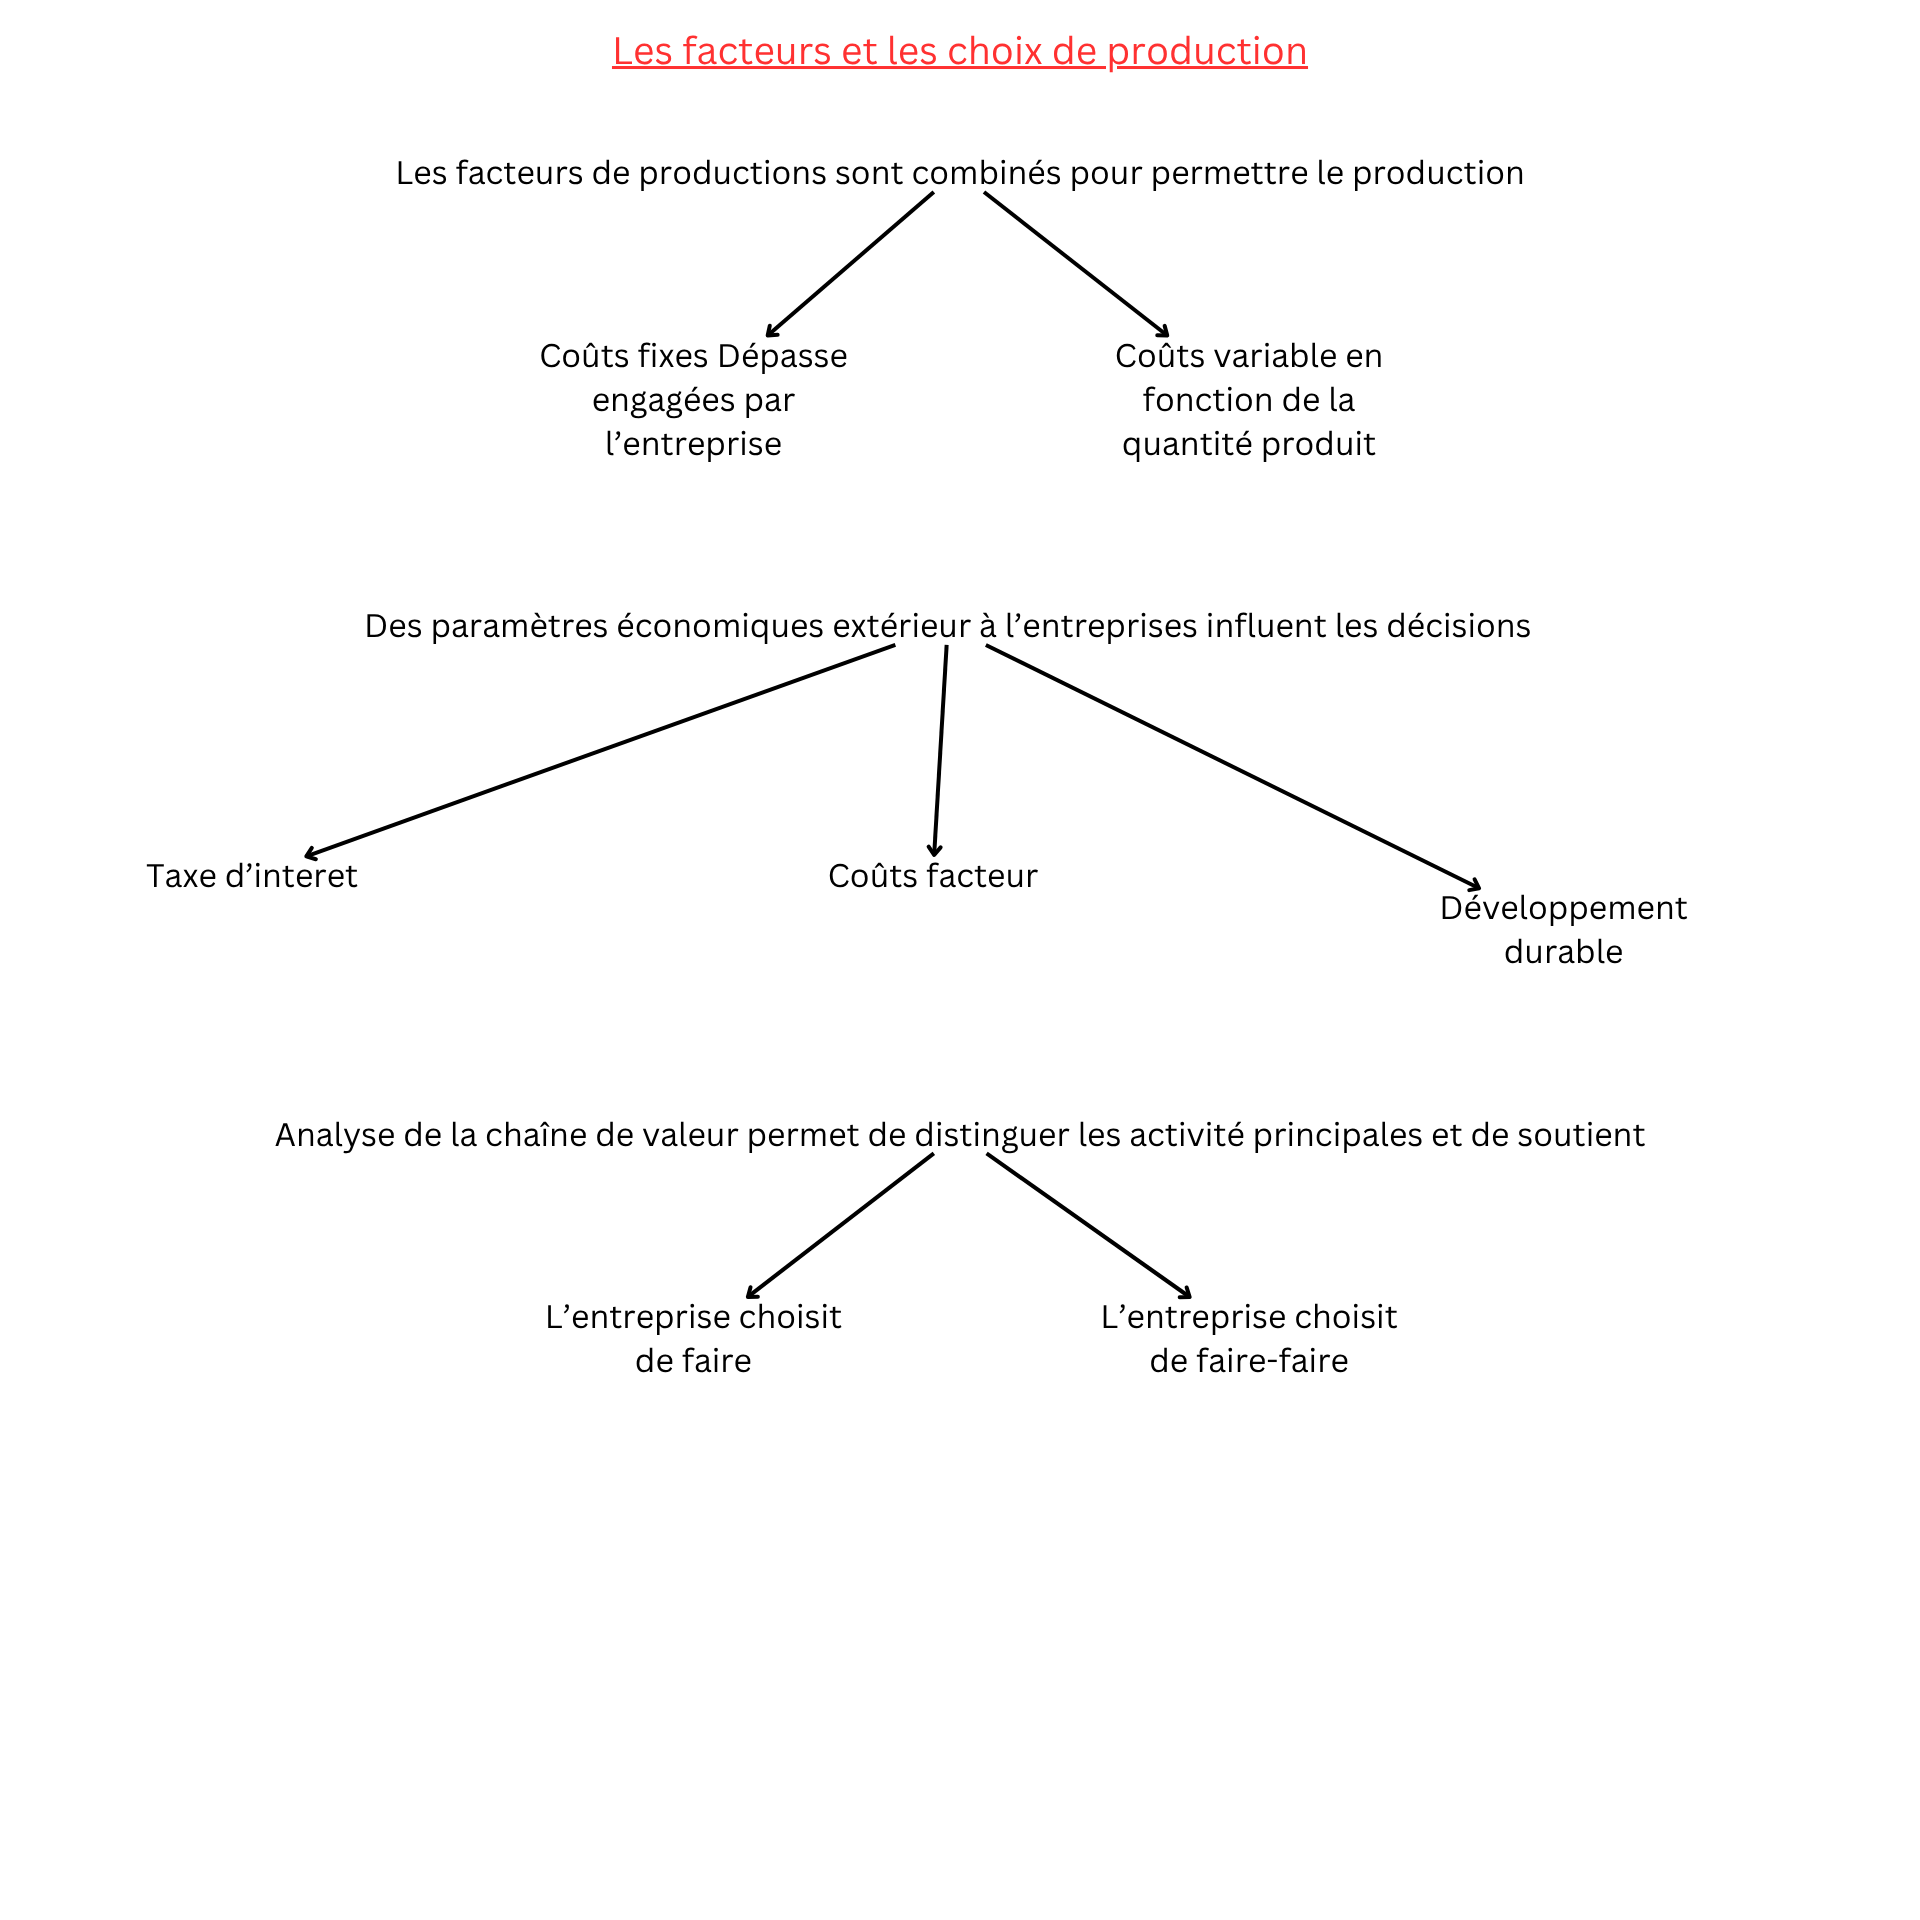 Les facteurs et les choix de production
Les facteurs de productions sont combinés pour permettre le production
Coûts fixes Dépasse
engagées par
l’entreprise
Coûts variable en
fonction de la
quantité produit
Des paramètres économiques extérieur à l’entreprises influent les décisions
Taxe d’interet
Coûts facteur
Développement
durable
Analyse de la chaîne de valeur permet de distinguer les activité principales et de soutient
L’entreprise choisit
de faire
L’entreprise choisit
de faire-faire